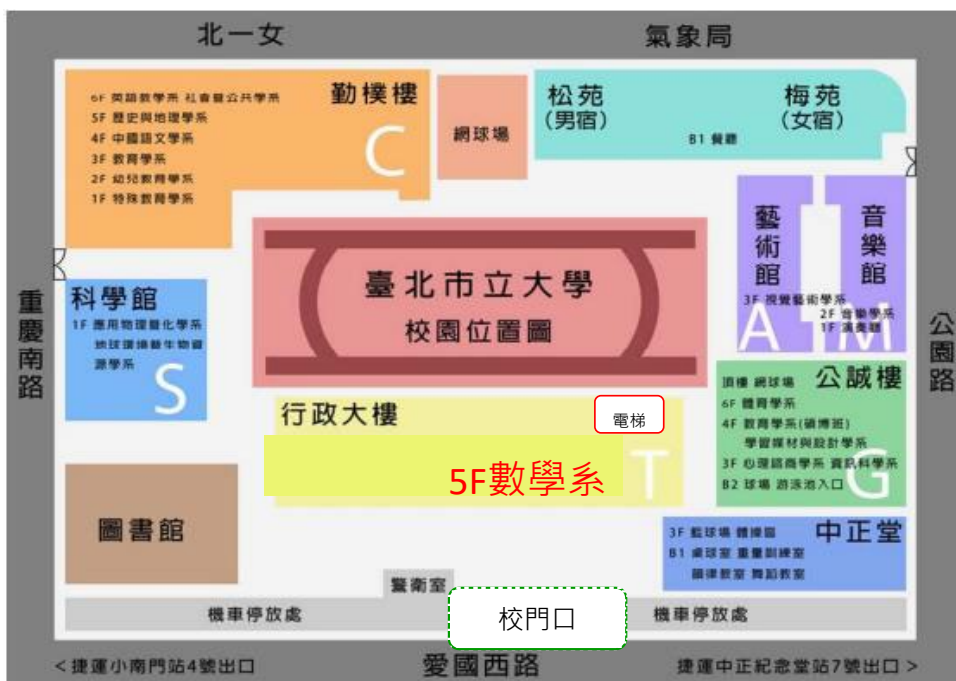 北一女
氣象局
勤樸樓
6F 英語教學系 社會暨公共學系
5F 歷史與地理學系
4F 中國語文學系
3F 教育學系
2F 幼兒教育學系
1F 特殊教育學系
C
網球場
松苑
(男宿)
梅苑
(女宿)
B1 餐廳
藝術館
3F 視覺藝術學系
A
音樂館
2F 音樂學系
1F 演奏廳
M
臺北市立大學
校園位置圖
重慶南路
公園路
科學館
1F 應用物理暨化學系
地球環境暨生物資
源學系
S
行政大樓
電梯
5F數學系
T
公誠樓
頂樓 網球場
6F 體育學系
4F 教育學系(碩博班)
學習媒材與設計學系
3F 心理諮商學系 資訊科學系
B2 球場 游泳池入口
G
圖書館
中正堂
3F 籃球場 體操園
B1 桌球室 重量訓練室
韻律教室 舞蹈教室
警衛室
機車停放處
校門口
機車停放處
<捷運小南門站4號出口
愛國西路
捷運中正紀念堂站7號出口>